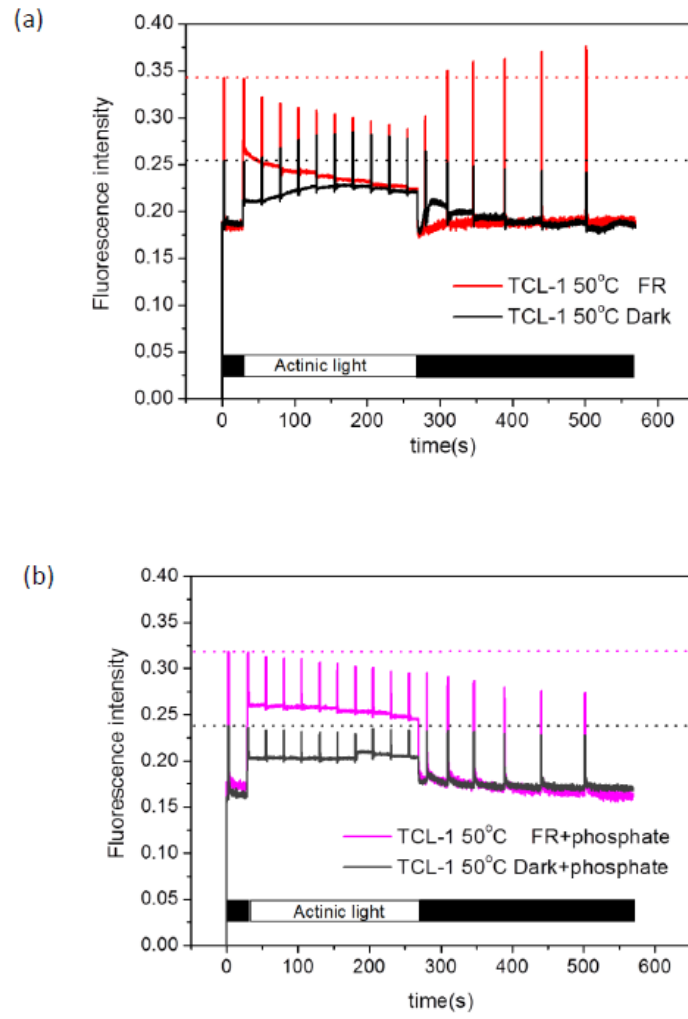 (a)
0.40
0.35
0.30
0.25
0.20
0.15
0.10
0.05
0.00
Fluorescence intensity
TCL-1 50°C FR
TCL-1 50°C Dark
Actinic light
0 100 200 300 400 500 600
time(s)
(b)
0.40
0.35
0.30
0.25
0.20
0.15
0.10
0.05
0.00
Fluorescence intensity
TCL-1 50°C FR+phosphate
TCL-1 50°C Dark+phosphate
Actinic light
0 100 200 300 400 500 600
time(s)